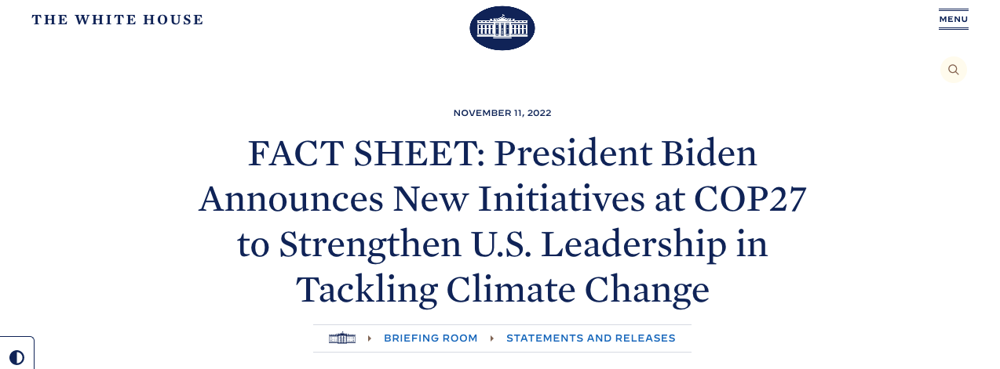 THE WHITE HOUSE
MENU
NOVEMBER 11, 2022
FACT SHEET: President Biden
Announces New Initiatives at COP27
to Strengthen U.S. Leadership in
Tackling Climate Change
BRIEFING ROOM
STATEMENTS AND RELEASES